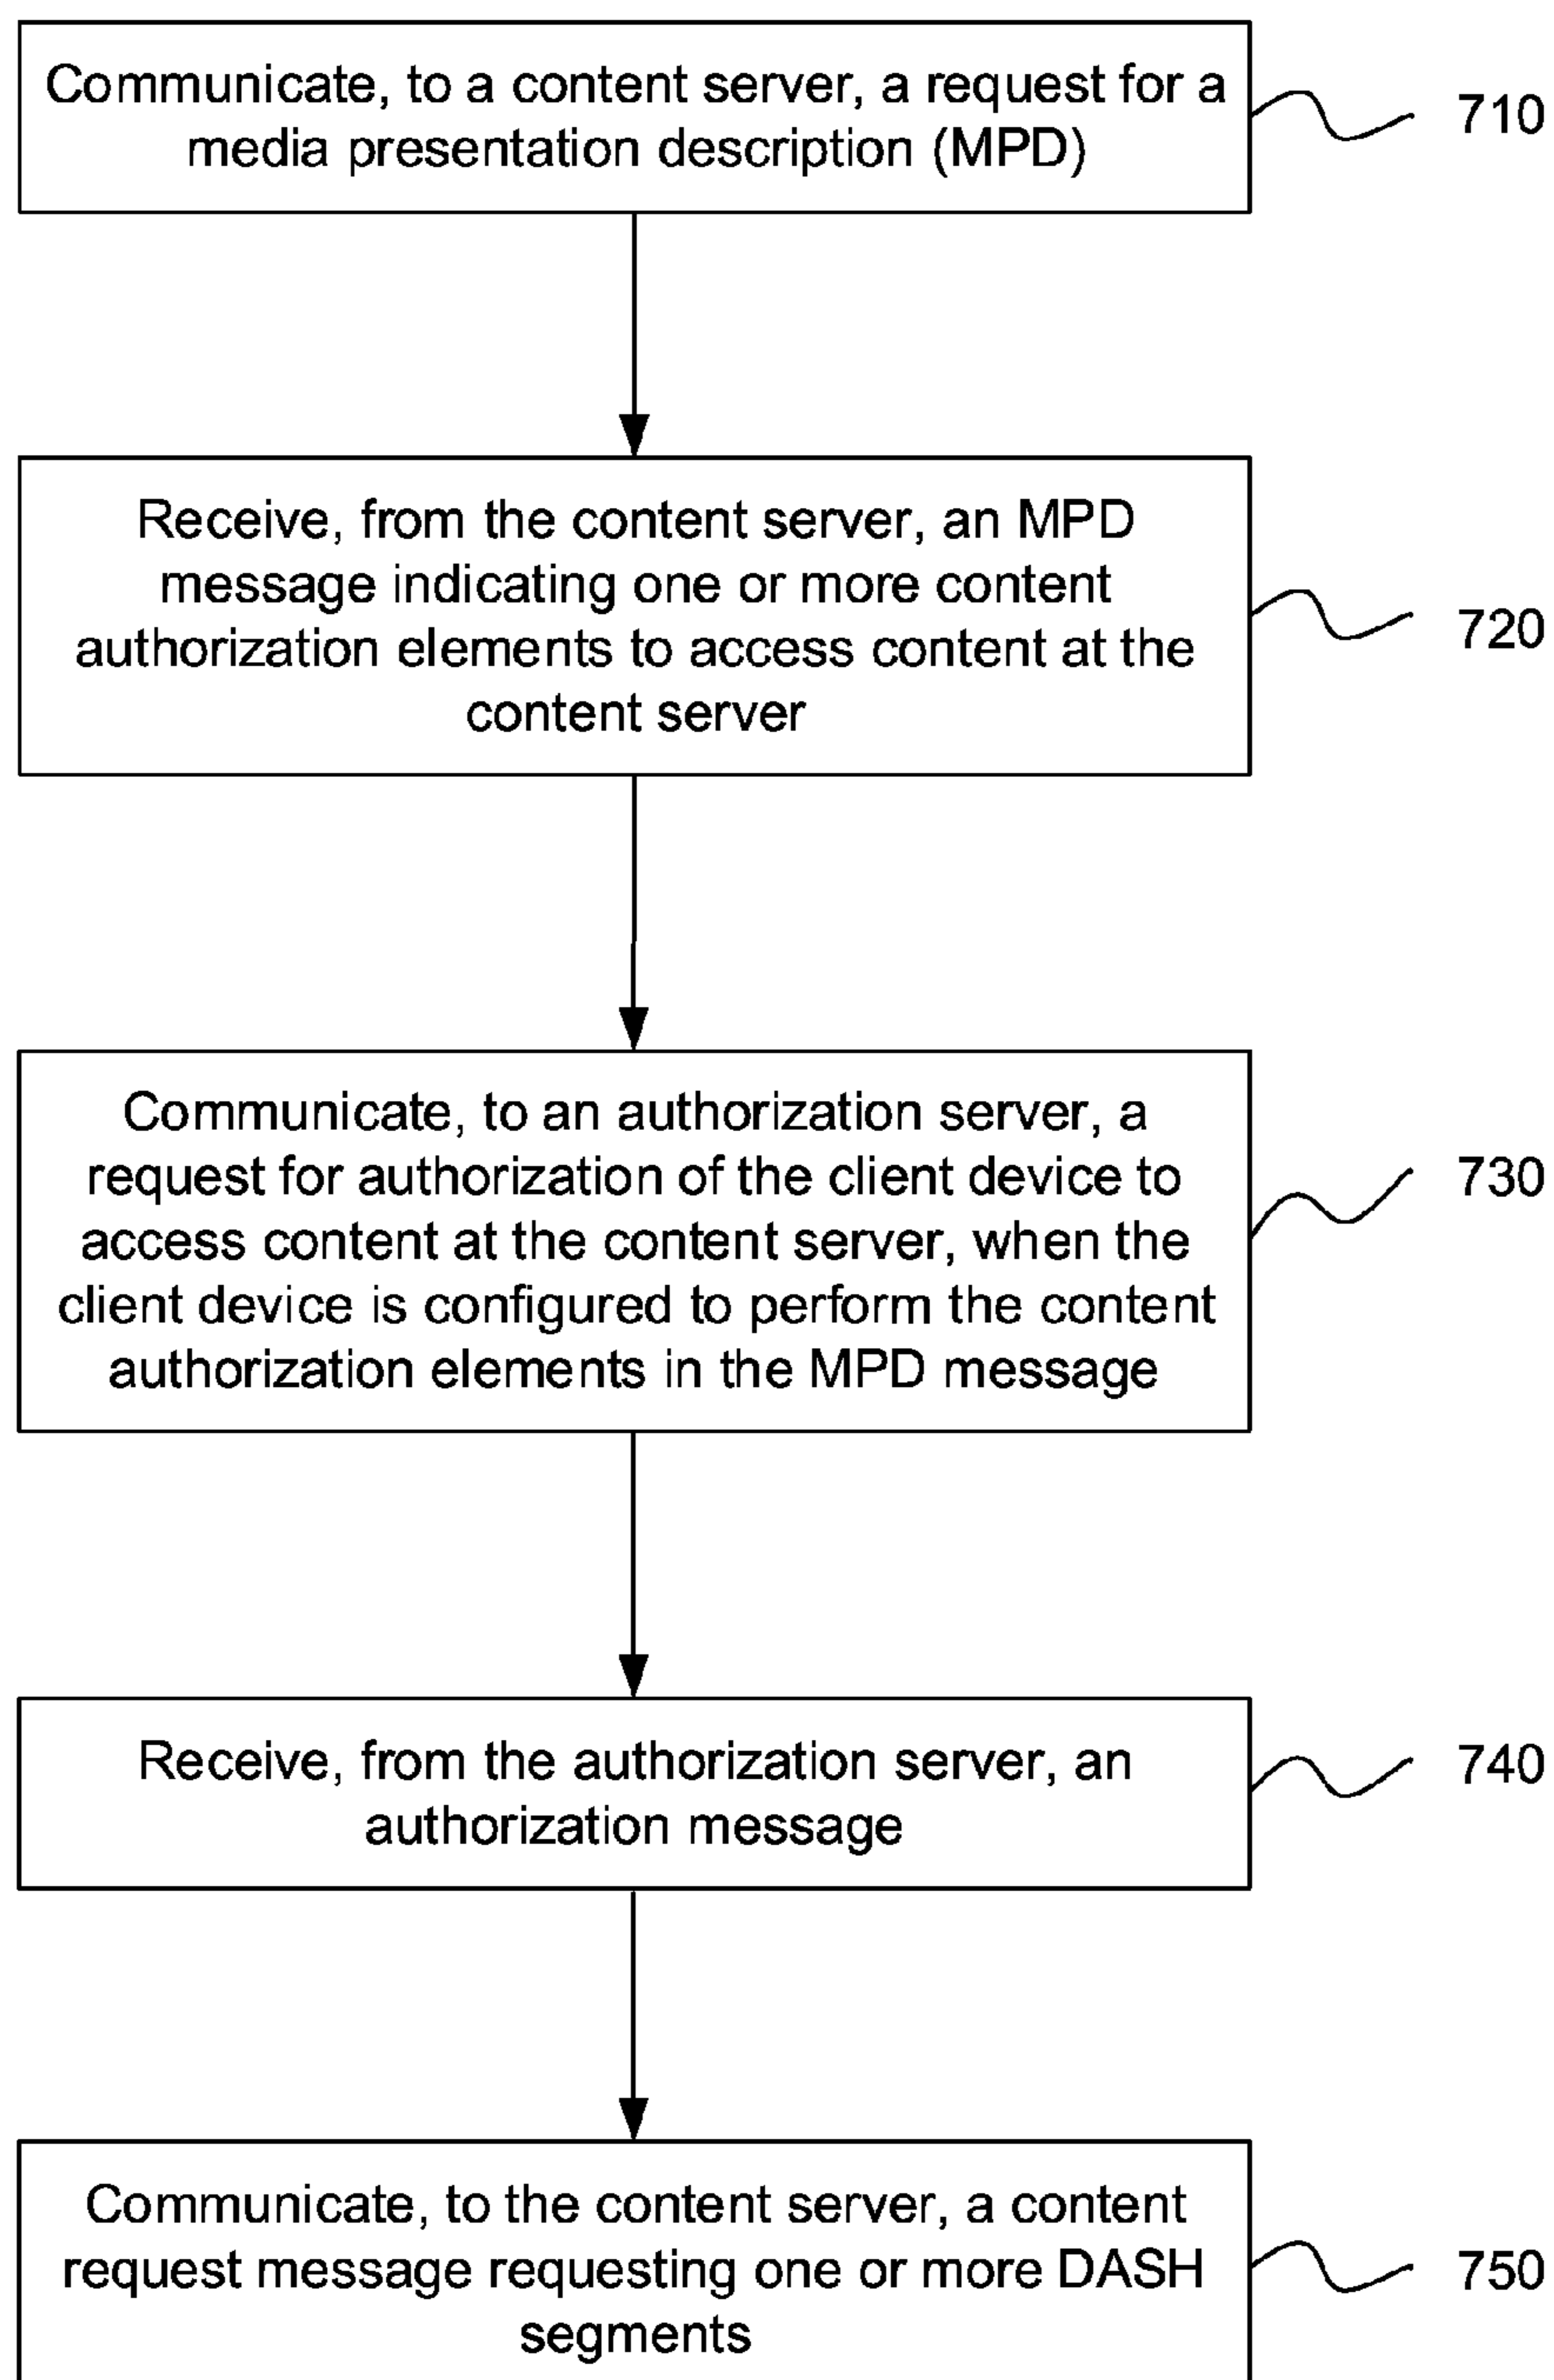 Communicate, to a content server, a request for a
media presentation description (MPD)
710
Receive, from the content server, an MPD
message indicating one or more content
authorization elements to access content at the
content server
720
Communicate, to an authorization server, a
request for authorization of the client device to
access content at the content server, when the
client device is configured to perform the content
authorization elements in the MPD message
730
Receive, from the authorization server, an
authorization message
740
Communicate, to the content server, a content
request message requesting one or more DASH
segments
750